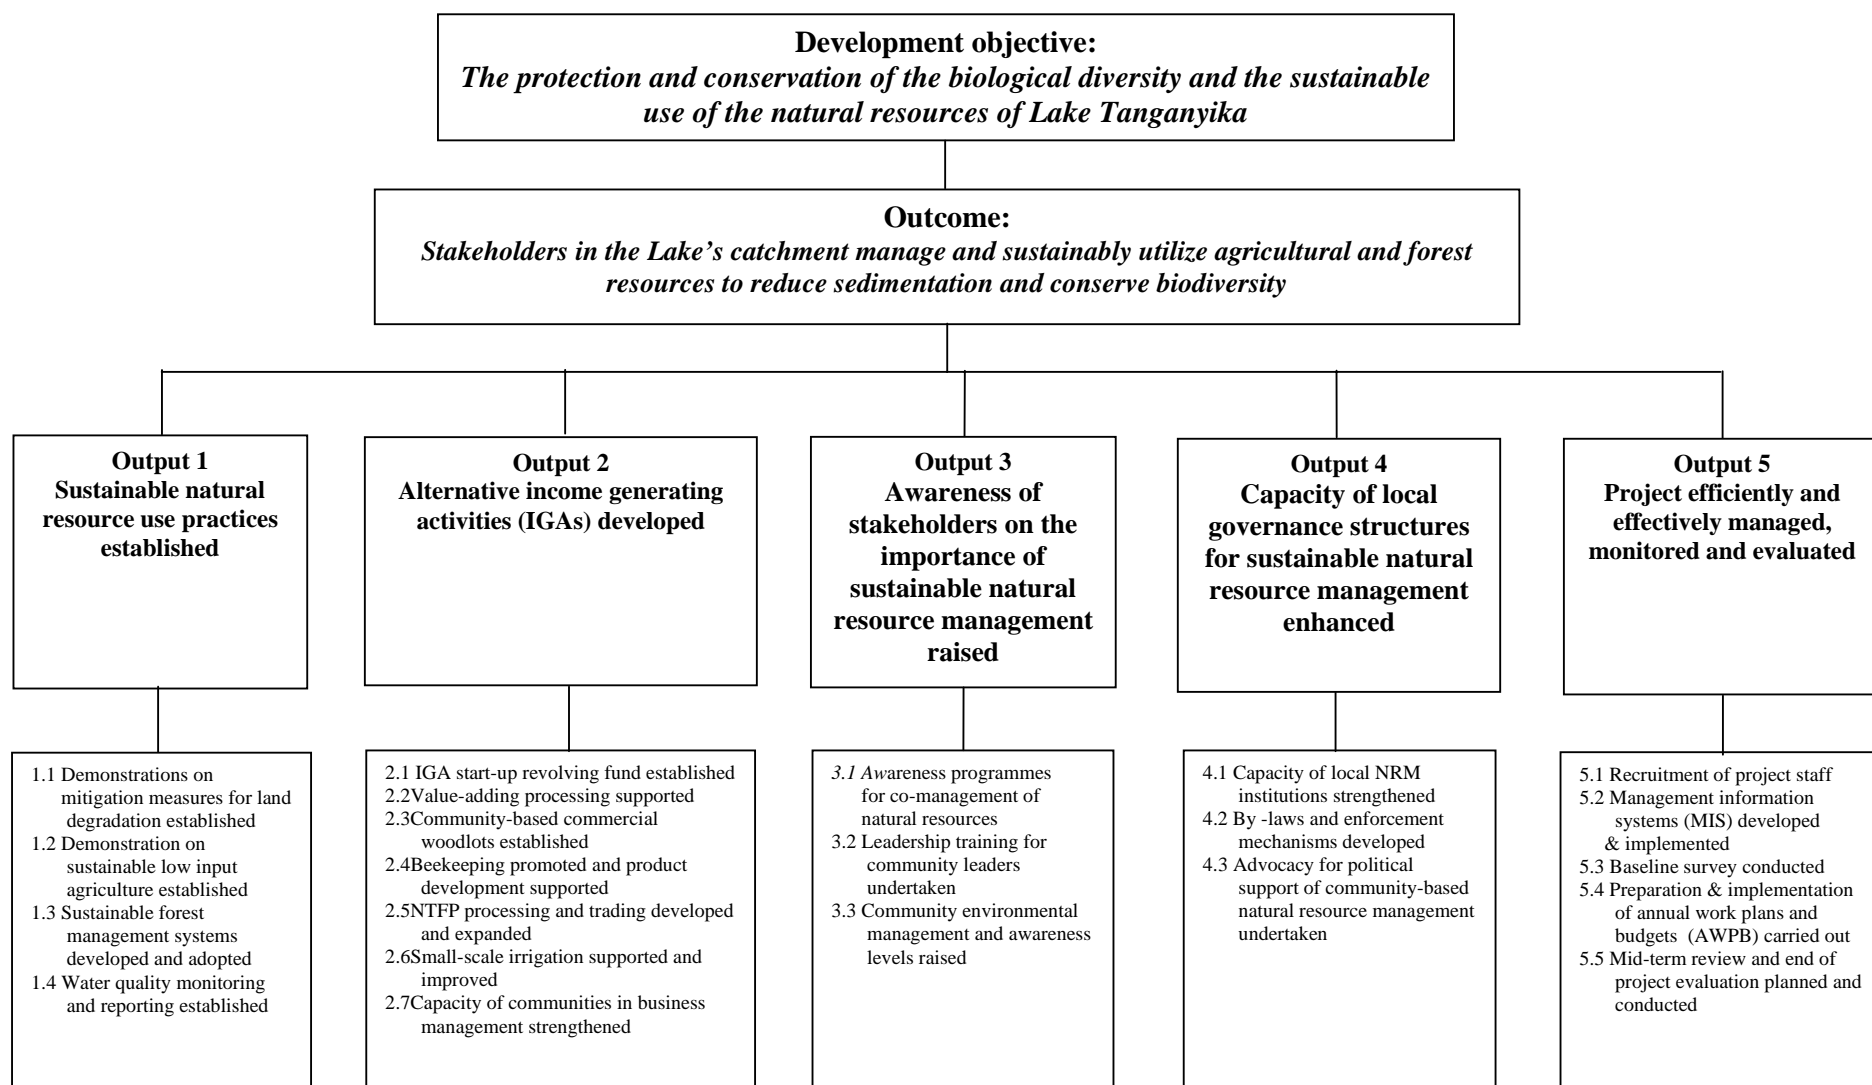 Development objective:
The protection and conservation of the biological diversity and the sustainable
use of the natural resources of Lake Tanganyika
Outcome:
Stakeholders in the Lake’s catchment manage and sustainably utilize agricultural and forest
resources to reduce sedimentation and conserve biodiversity
Output 1
Sustainable natural
resource use practices
established
Output 2
Alternative income generating
activities (IGAs) developed
Output 3
Awareness of
stakeholders on the
importance of
sustainable natural
resource management
raised
Output 4
Capacity of local
governance structures
for sustainable natural
resource management
enhanced
Output 5
Project efficiently and
effectively managed,
monitored and evaluated
1.1 Demonstrations on
mitigation measures for land
degradation established
1.2 Demonstration on
sustainable low input
agriculture established
1.3 Sustainable forest
management systems
developed and adopted
1.4 Water quality monitoring
and reporting established
2.1 IGA start-up revolving fund established
2.2Value-adding processing supported
2.3Community-based commercial
woodlots established
2.4Beekeeping promoted and product
development supported
2.5NTFP processing and trading developed
and expanded
2.6Small-scale irrigation supported and
improved
2.7Capacity of communities in business
management strengthened
3.1 Awareness programmes
for co-management of
natural resources
3.2 Leadership training for
community leaders
undertaken
3.3 Community environmental
management and awareness
levels raised
4.1 Capacity of local NRM
institutions strengthened
4.2 By -laws and enforcement
mechanisms developed
4.3 Advocacy for political
support of community-based
natural resource management
undertaken
5.1 Recruitment of project staff
5.2 Management information
systems (MIS) developed
& implemented
5.3 Baseline survey conducted
5.4 Preparation & implementation
of annual work plans and
budgets (AWPB) carried out
5.5 Mid-term review and end of
project evaluation planned and
conducted